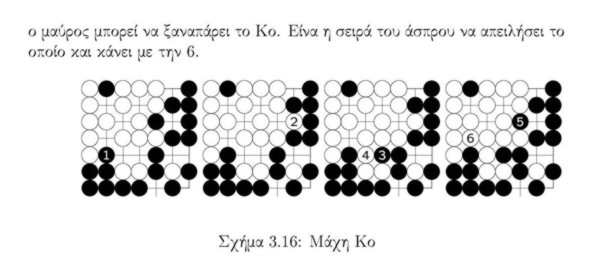 ο μαύρος μπορεί να ξαναπάρει το Κο. Είνα η σειρά του άσπρου να απειλήσει το
οποίο και κάνει με την 6.
1 2 4 3 5 6
Σχήμα 3.16: Μάχη Κο